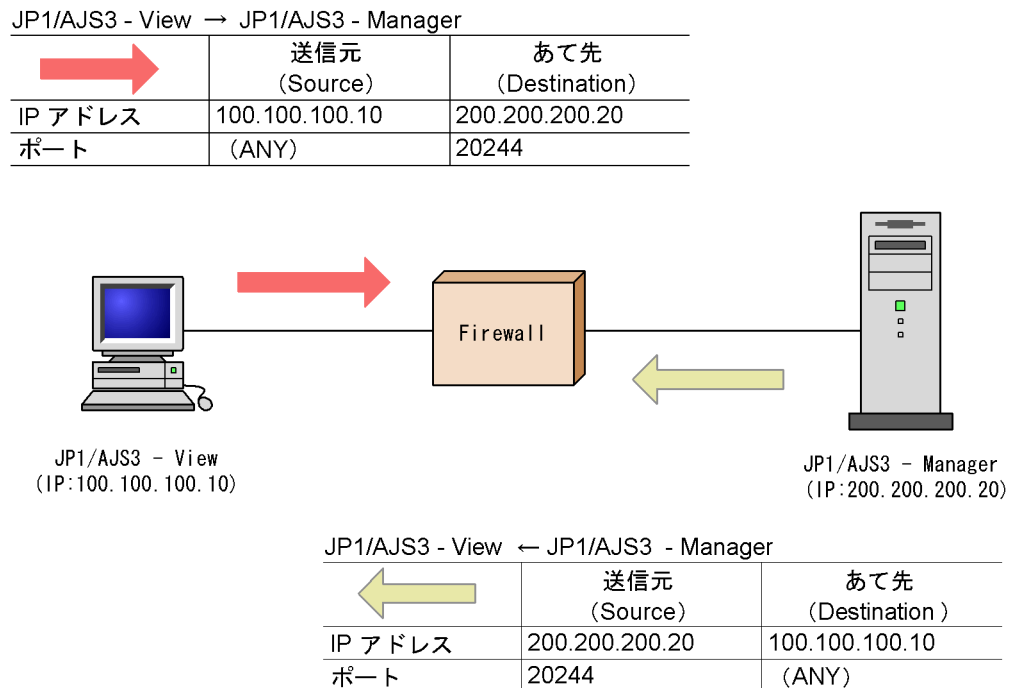 JP1/AJS3 - View → JP1/AJS3 - Manager
送信元 あて先
(Source) (Destination)
IP アドレス 100.100.100.10 200.200.200.20
ポート (ANY) 20244
Firewall
JP1/AJS3 - View
(IP:100.100.100.10)
JP1/AJS3 - Manager
(IP:200.200.200.20)
JP1/AJS3 - View ← JP1/AJS3 - Manager
送信元 あて先
(Source) (Destination )
IP アドレス 200.200.200.20 100.100.100.10
ポート 20244 (ANY)